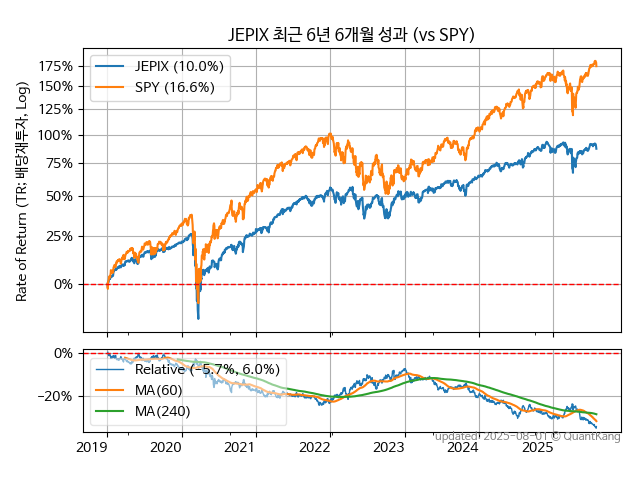 JEPIX 최근 6년 6개월 성과 (vs SPY)
Rate of Return (TR: 배당재투자, Log)
175%
150%
125%
100%
75%
50%
25%
0%
JEPIX (10.0%)
SPY (16.6%)
0%
−20%
Relative (−5.7%, 6.0%)
MA(60)
MA(240)
updated: 2025-08-01 © QuantKang
2019 2020 2021 2022 2023 2024 2025